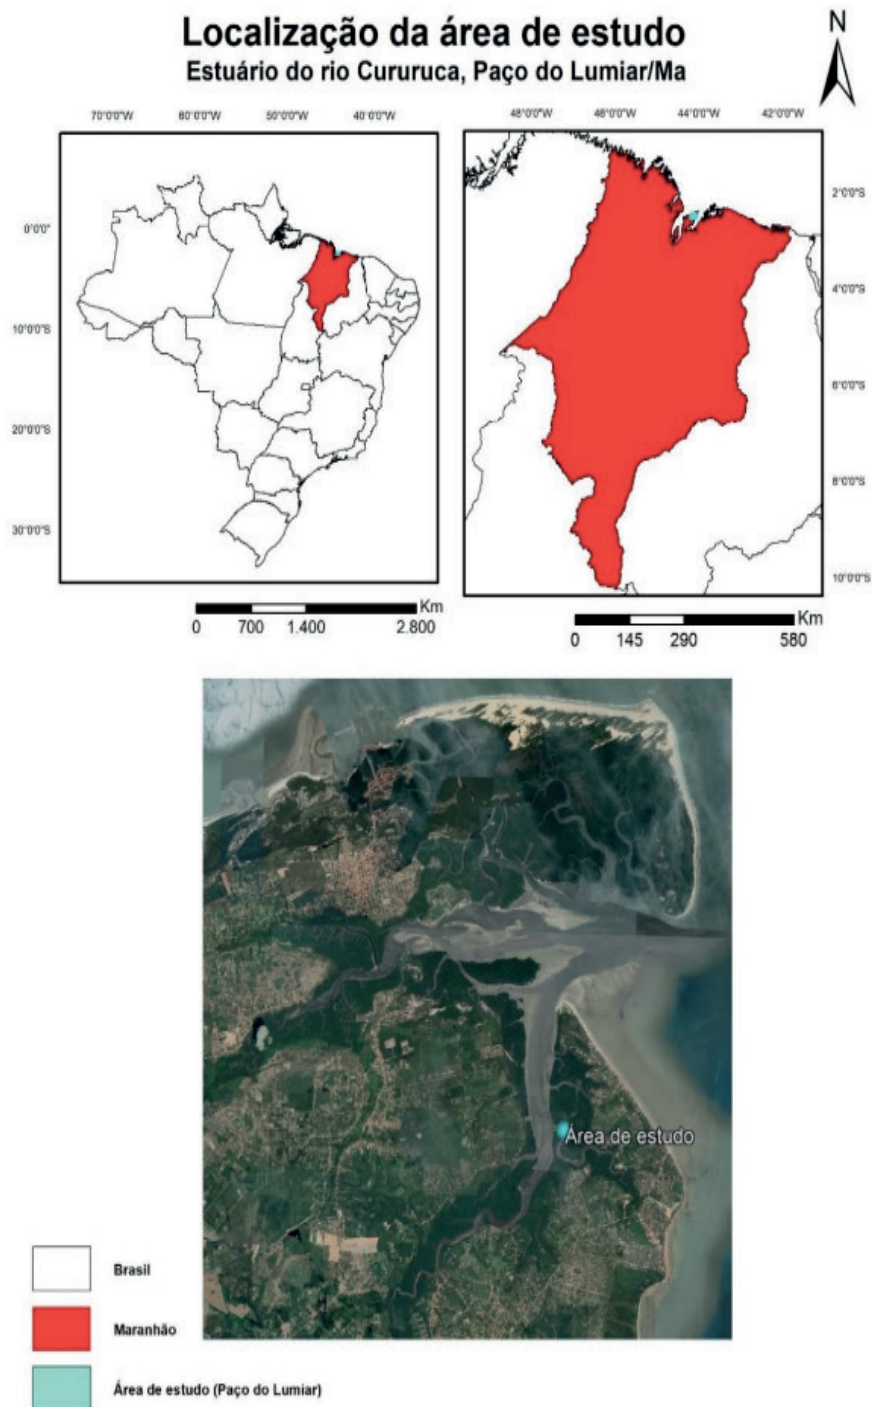 Localização da área de estudo
Estuário do rio Cururuca, Paço do Lumiar/Ma
N
70°0'0"W 60°0'0"W 50°0'0"W 40°0'0"W
48°0'0"W 46°0'0"W 44°0'0"W 42°0'0"W
0°0'0"
10°0'0"S
20°0'0"S
30°0'0"S
2°0'0"S
4°0'0"S
6°0'0"S
8°0'0"S
10°0'0"S
Km
0 700 1.400 2.800
Km
0 145 290 580
Área de estudo
Brasil
Maranhão
Área de estudo (Paço do Lumiar)